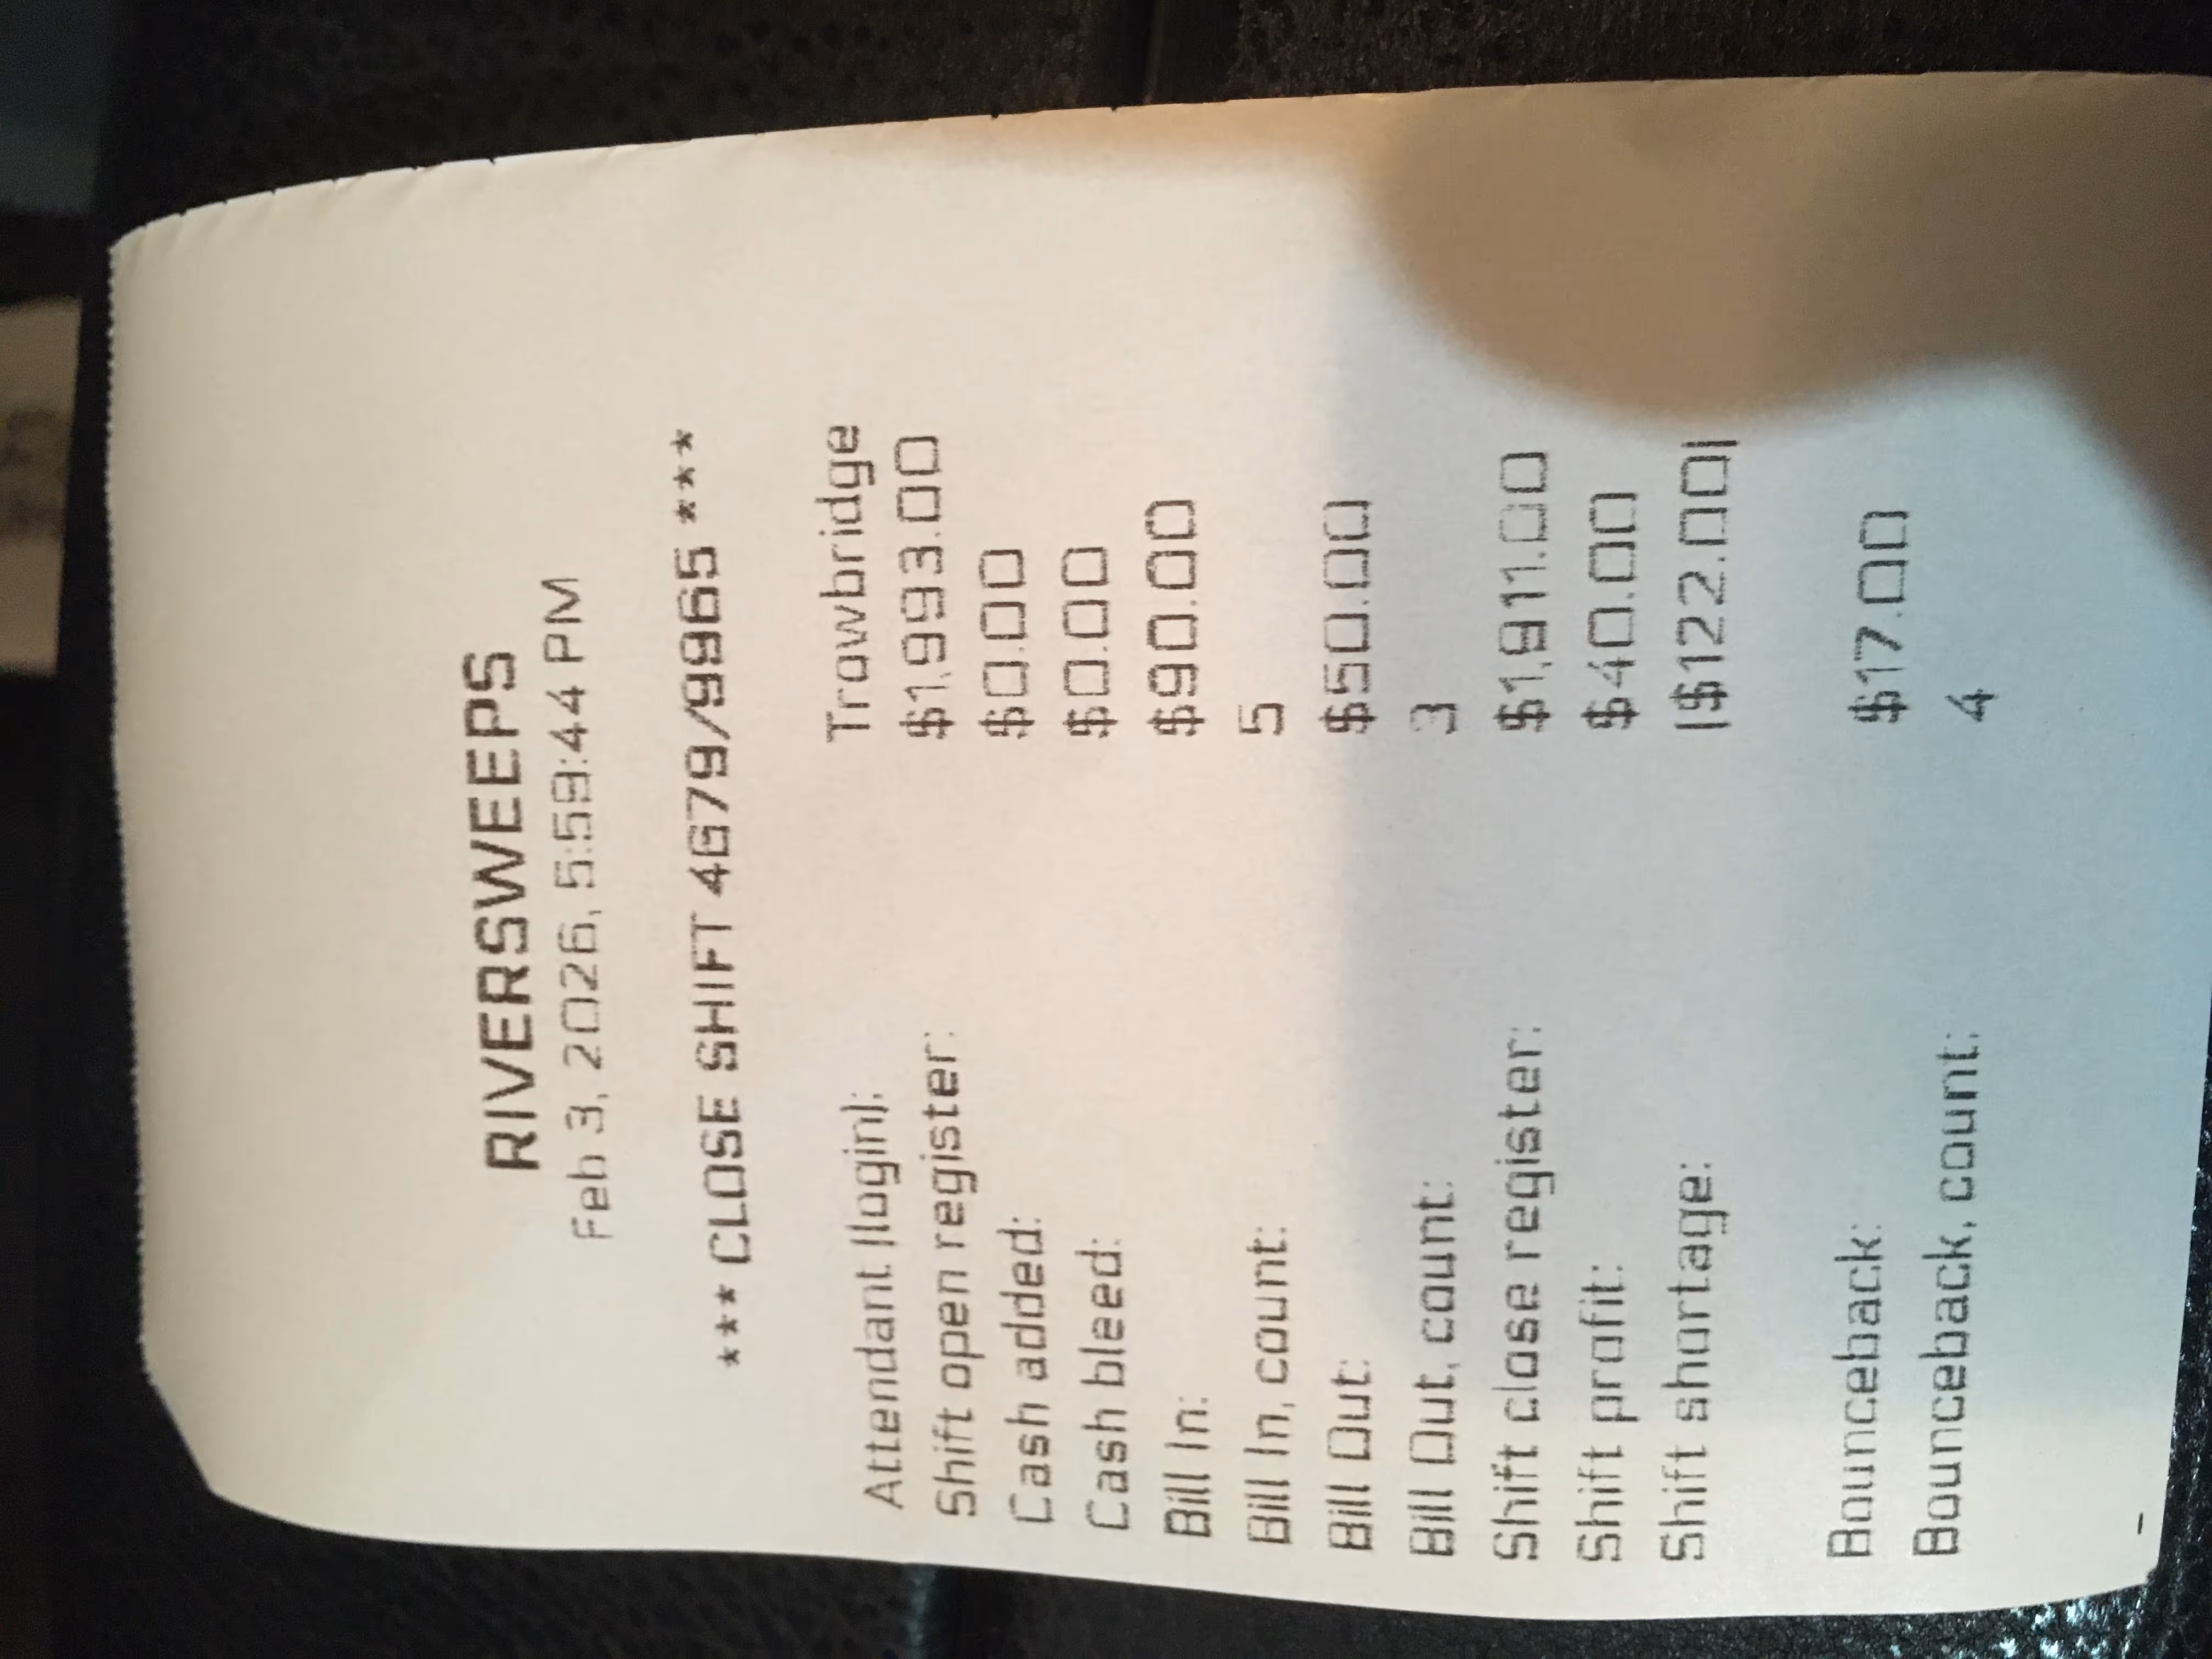 RIVERSWEEPS
Feb 3, 2026, 5:59:44 PM
*** CLOSE SHIFT 4679/9965 ***
Attendant (login): Trowbridge
Shift open register: $1,993.00
Cash added: $0.00
Cash bleed: $0.00
Bill In: $90.00
Bill In, count: 5
Bill Out: $50.00
Bill Out, count: 3
Shift close register: $1,911.00
Shift profit: $40.00
Shift shortage: ($122.00)
Bounceback: $17.00
Bounceback, count: 4